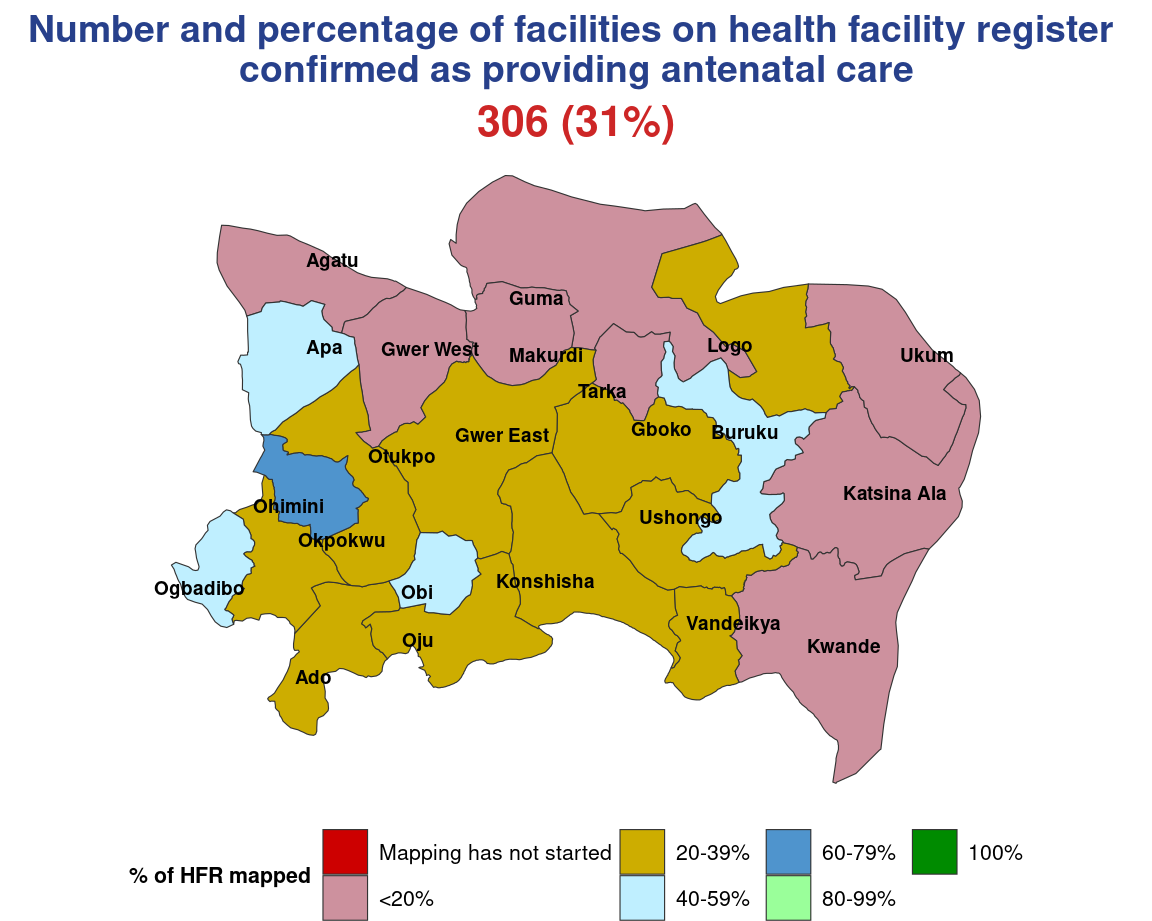 Number and percentage of facilities on health facility register
confirmed as providing antenatal care
306 (31%)
Agatu
Guma
Apa
Gwer West
Makurdi
Logo
Ukum
Tarka
Gwer East
Gboko
Buruku
Otukpo
Katsina Ala
Ohimini
Ushongo
Okpokwu
Ogbadibo
Obi
Konshisha
Vandeikya
Oju
Kwande
Ado
% of HFR mapped
Mapping has not started
20-39%
60-79%
100%
<20%
40-59%
80-99%